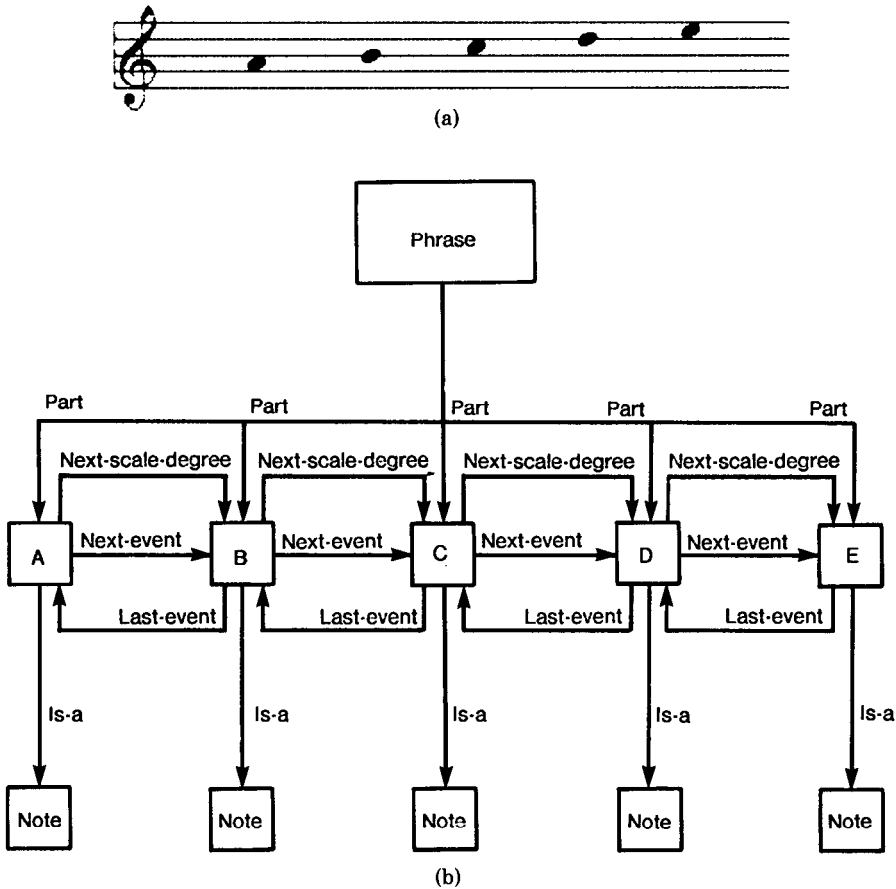 (a)
Phrase
Part Part Part Part Part
Next-scale-degree Next-scale-degree Next-scale-degree Next-scale-degree
A Next-event B Next-event C Next-event D Next-event E
Last-event Last-event Last-event Last-event
Is-a Is-a Is-a Is-a Is-a
Note Note Note Note Note
(b)